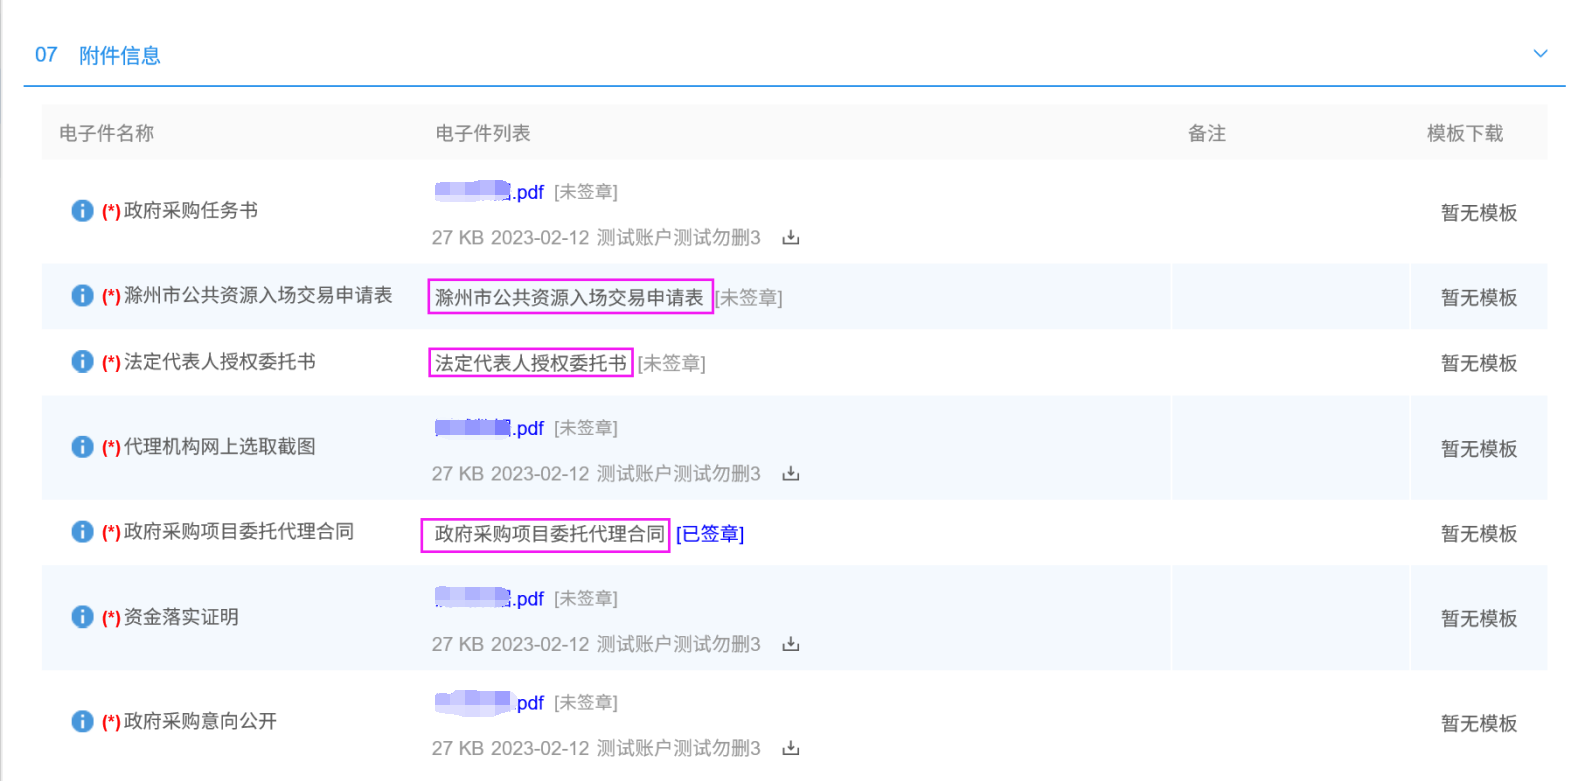 07 附件信息
电子件名称 电子件列表 备注 模板下载
.pdf [未签章]
(*)政府采购任务书 暂无模板
27 KB 2023-02-12 测试账户测试勿删3
(*)滁州市公共资源入场交易申请表 滁州市公共资源入场交易申请表 [未签章] 暂无模板
(*)法定代表人授权委托书 法定代表人授权委托书 [未签章] 暂无模板
.pdf [未签章]
(*)代理机构网上选取截图 暂无模板
27 KB 2023-02-12 测试账户测试勿删3
(*)政府采购项目委托代理合同 政府采购项目委托代理合同 [已签章] 暂无模板
.pdf [未签章]
(*)资金落实证明 暂无模板
27 KB 2023-02-12 测试账户测试勿删3
.pdf [未签章]
(*)政府采购意向公开 暂无模板
27 KB 2023-02-12 测试账户测试勿删3